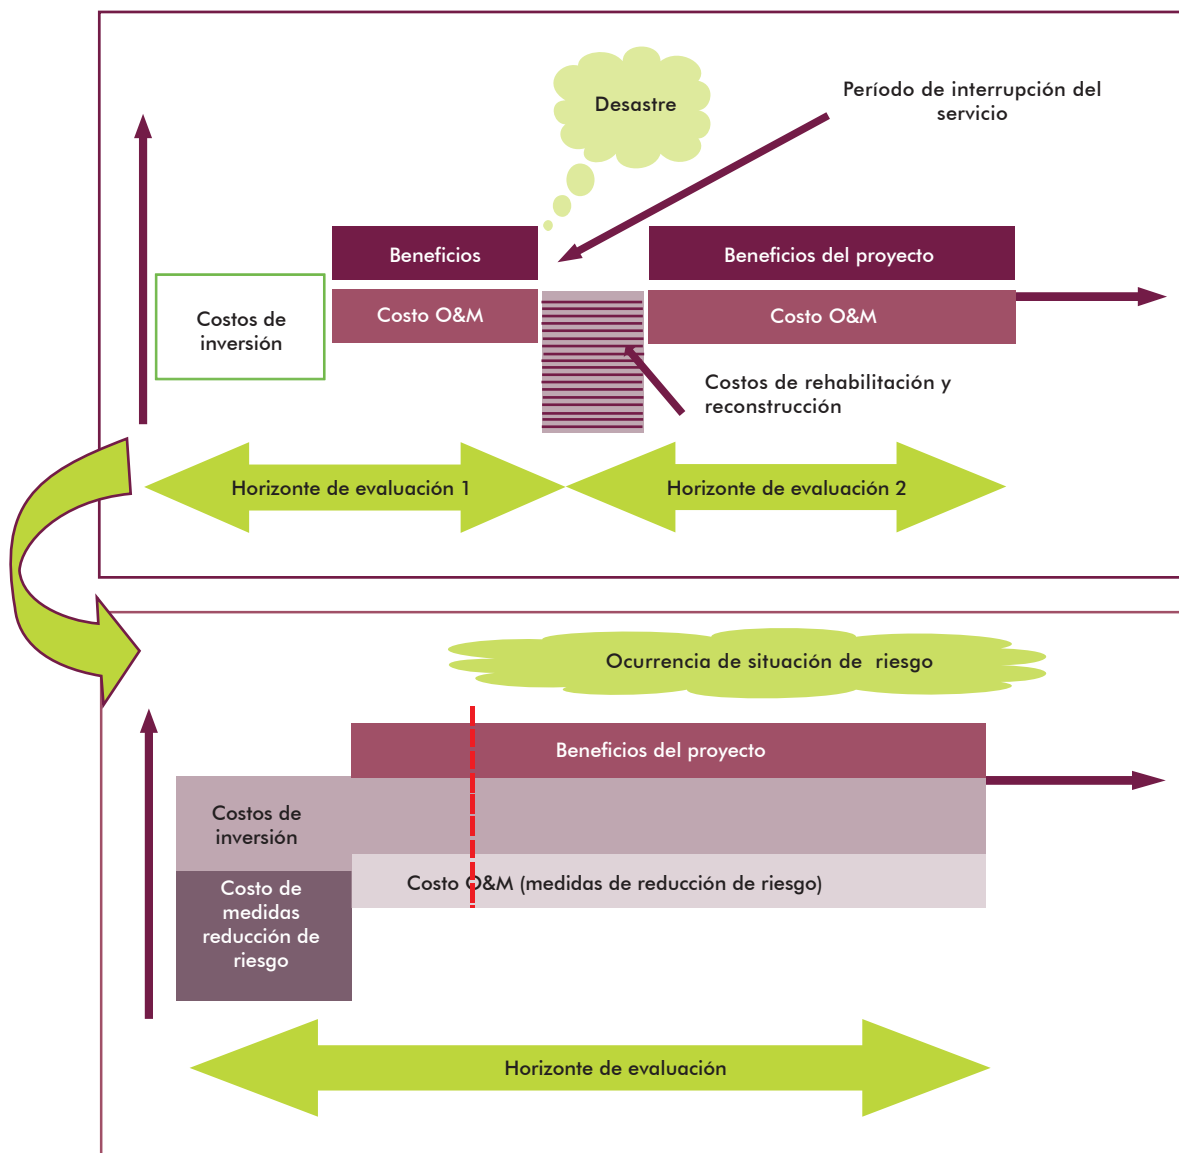 Desastre
Período de interrupción del
servicio
Beneficios
Beneficios del proyecto
Costos de
inversión
Costo O&M
Costo O&M
Costos de rehabilitación y
reconstrucción
Horizonte de evaluación 1
Horizonte de evaluación 2
Ocurrencia de situación de riesgo
Beneficios del proyecto
Costos de
inversión
Costo de
medidas
reducción de
riesgo
Costo O&M (medidas de reducción de riesgo)
Horizonte de evaluación